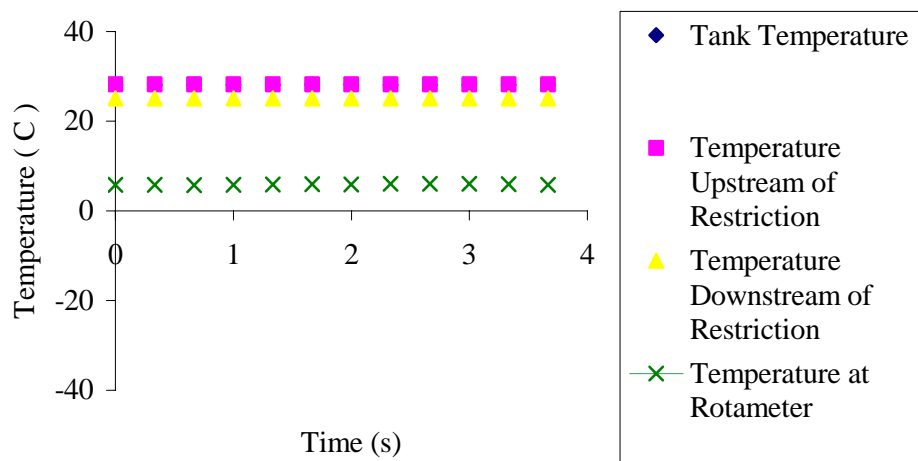 40
20
0
-20
-40
0
1
2
3
4
Temperature ( C )
Time (s)
Tank Temperature
Temperature
Upstream of
Restriction
Temperature
Downstream of
Restriction
Temperature at
Rotameter